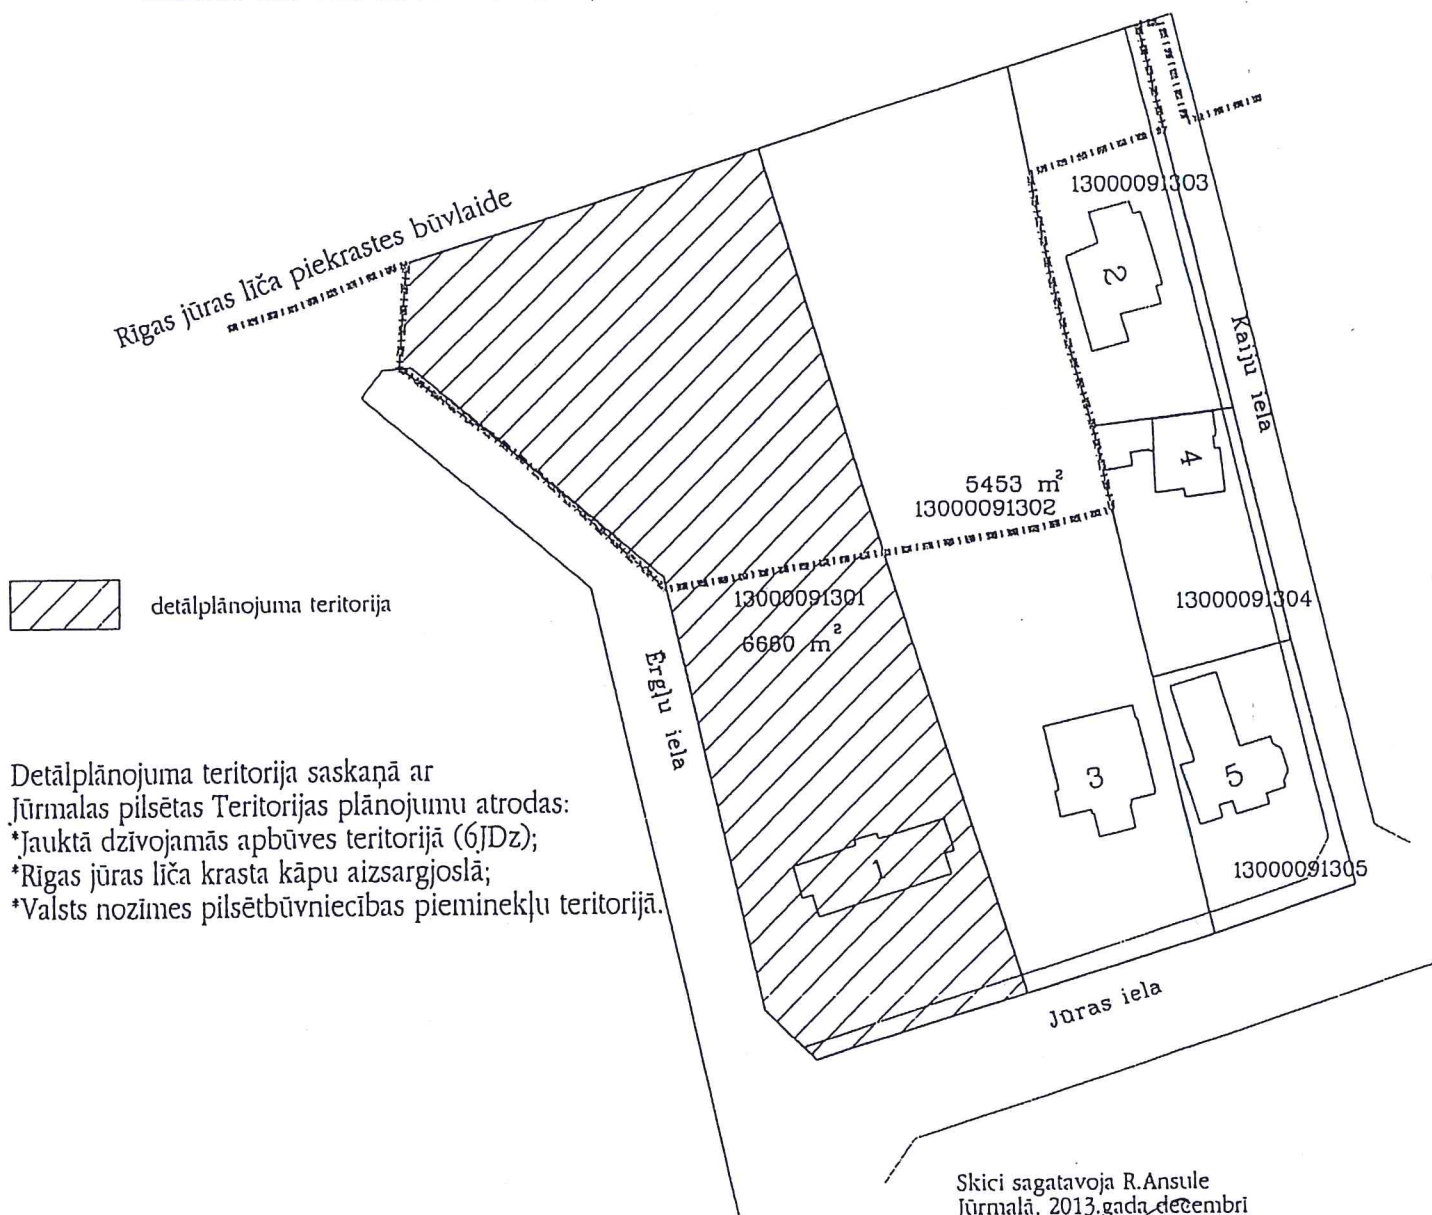 Rīgas jūras līča piekrastes būvlaide
13000091303
2
Kaiju iela
4
5453 m²
13000091302
13000091304
13000091301
6660 m²
detālplānojuma teritorija
Ērgļu iela
3
5
1
13000091305
Detālplānojuma teritorija saskaņā ar
Jūrmalas pilsētas Teritorijas plānojumu atrodas:
*Jauktā dzīvojamās apbūves teritorijā (6JDz);
*Rīgas jūras līča krasta kāpu aizsargjoslā;
*Valsts nozīmes pilsētbūvniecības pieminekļu teritorijā.
Jūras iela
Skici sagatavoja R.Ansule
Jūrmalā, 2013.gada decembrī